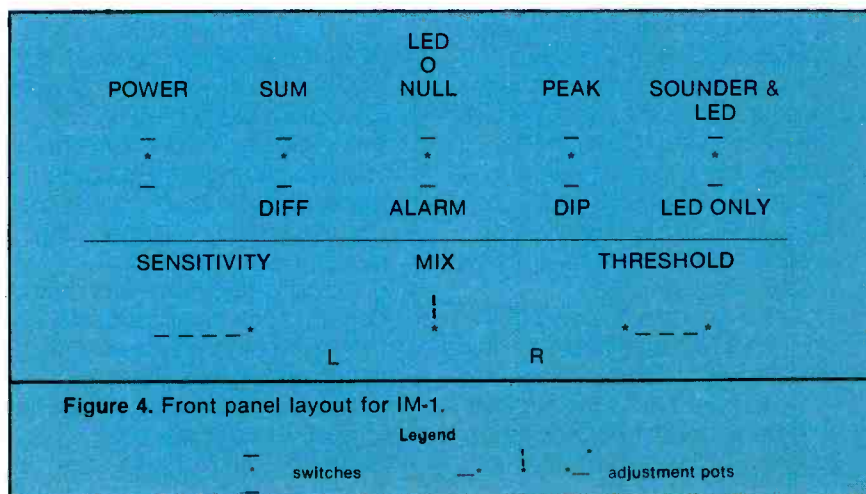 LED
O
POWER SUM NULL PEAK SOUNDER &
LED
— — — — —
* * * * *
— — — — —
DIFF ALARM DIP LED ONLY
SENSITIVITY MIX THRESHOLD
_ _ _ _ * * * _ _ _ *
L R
Figure 4. Front panel layout for IM-1.
Legend
* switches —* * *— * adjustment pots